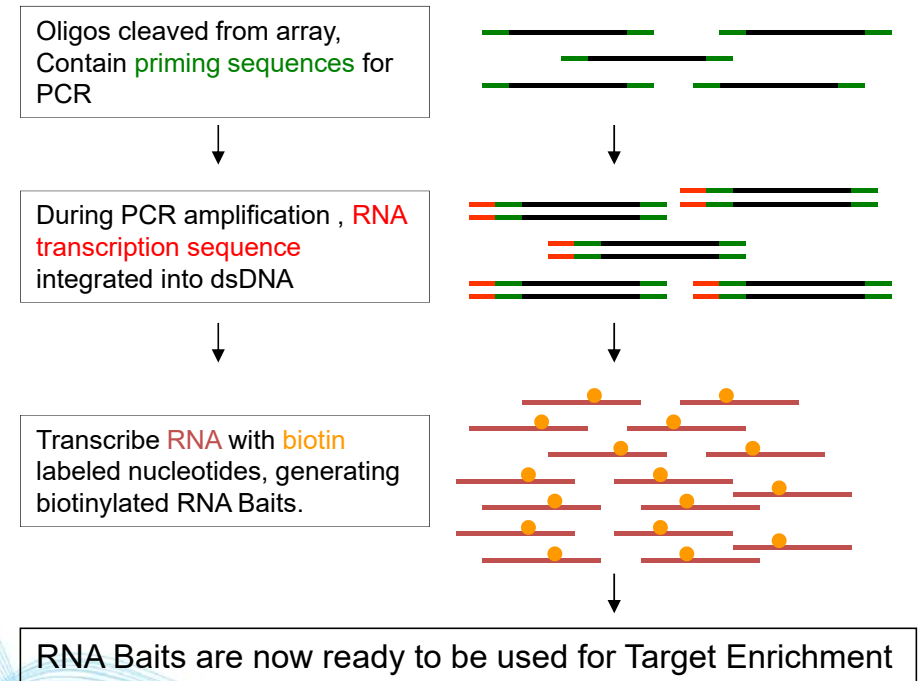 Oligos cleaved from array,
Contain priming sequences for
PCR
During PCR amplification , RNA
transcription sequence
integrated into dsDNA
Transcribe RNA with biotin
labeled nucleotides, generating
biotinylated RNA Baits.
RNA Baits are now ready to be used for Target Enrichment